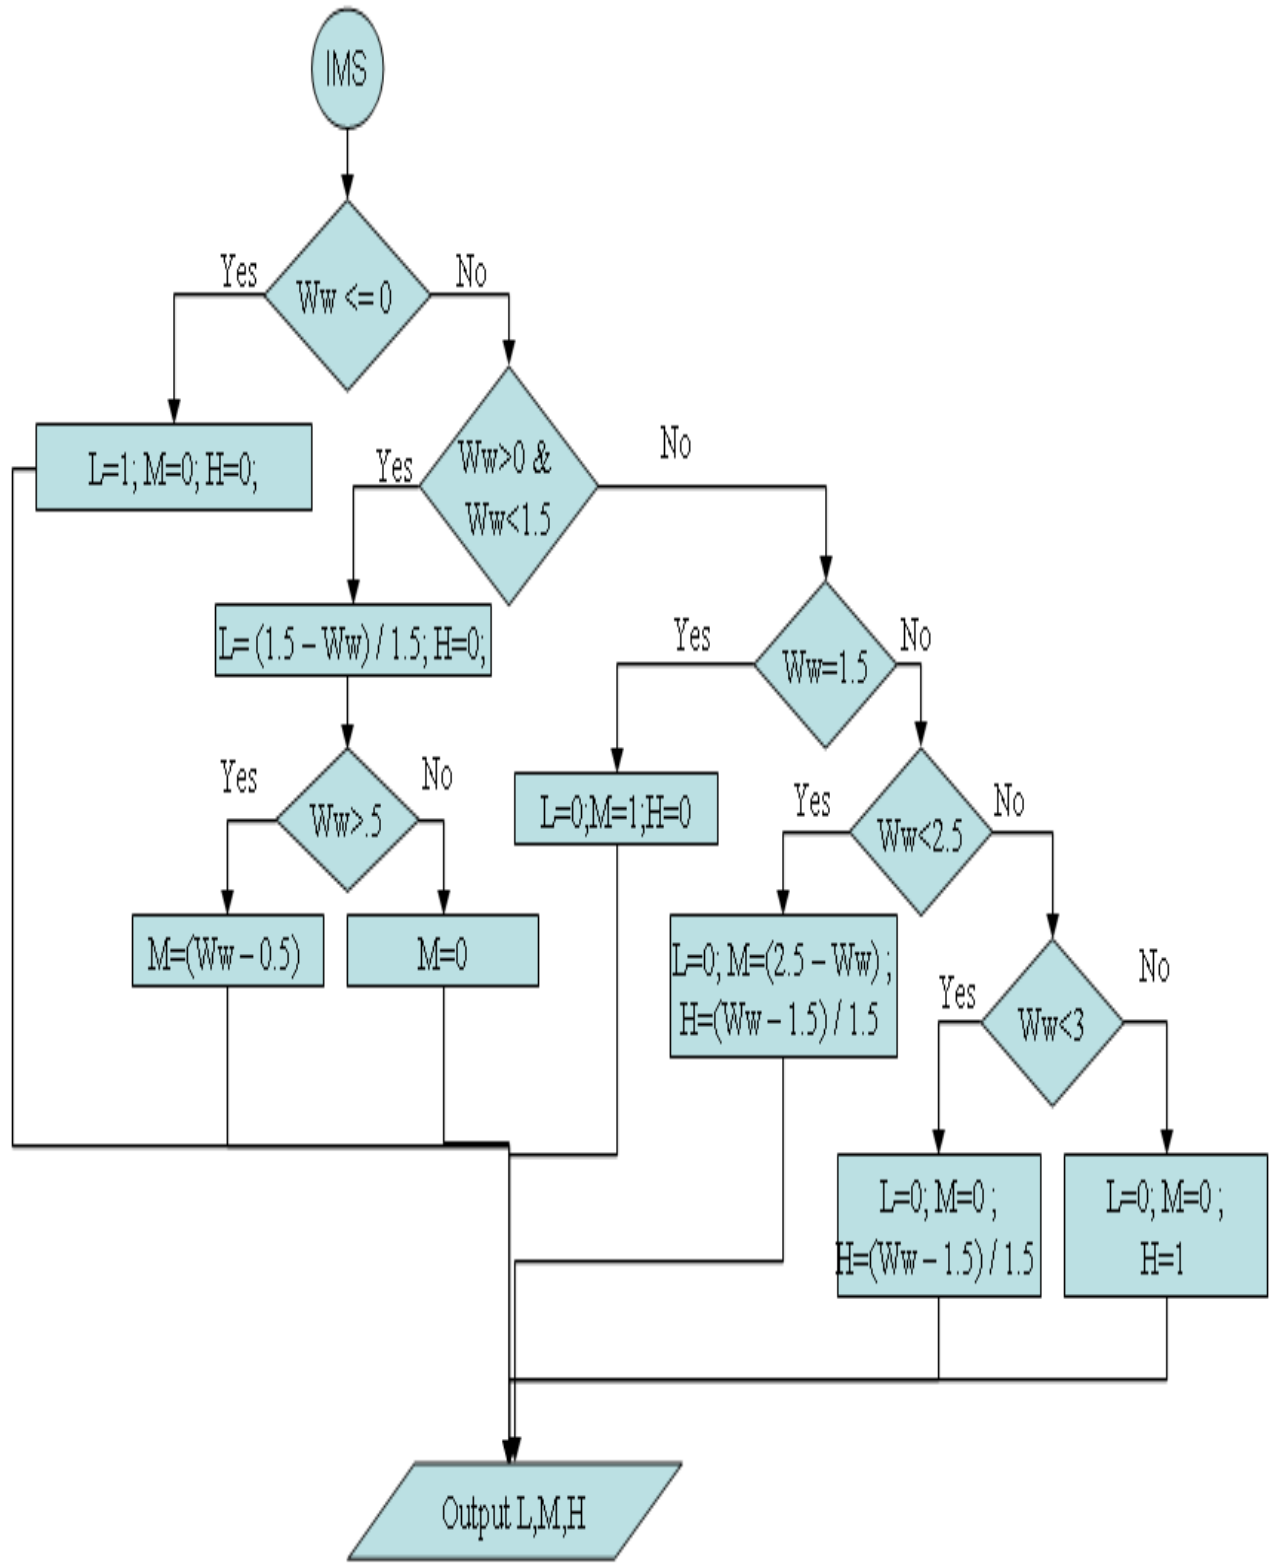 IMS
Yes
No
Ww <= 0
L=1; M=0; H=0;
Yes
Ww>0 &
Ww<1.5
No
L= (1.5 – Ww) / 1.5; H=0;
Yes
Ww=1.5
No
Yes
Ww>.5
No
L=0;M=1;H=0
Yes
Ww<2.5
No
M=(Ww – 0.5)
M=0
L=0; M=(2.5 – Ww) ;
H=(Ww – 1.5) / 1.5
Yes
Ww<3
No
L=0; M=0 ;
H=(Ww – 1.5) / 1.5
L=0; M=0 ;
H=1
Output L,M,H